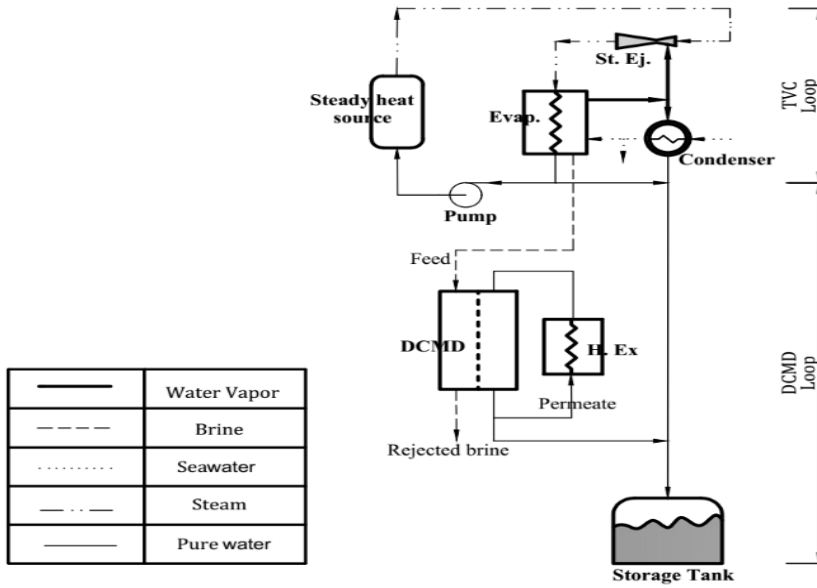 St. Ej.
TVC
Loop
Steady heat
source
Evap.
Condenser
Pump
Feed
DCMD
H. Ex
DCMD
Loop
Permeate
Rejected brine
Storage Tank
Water Vapor
Brine
Seawater
Steam
Pure water